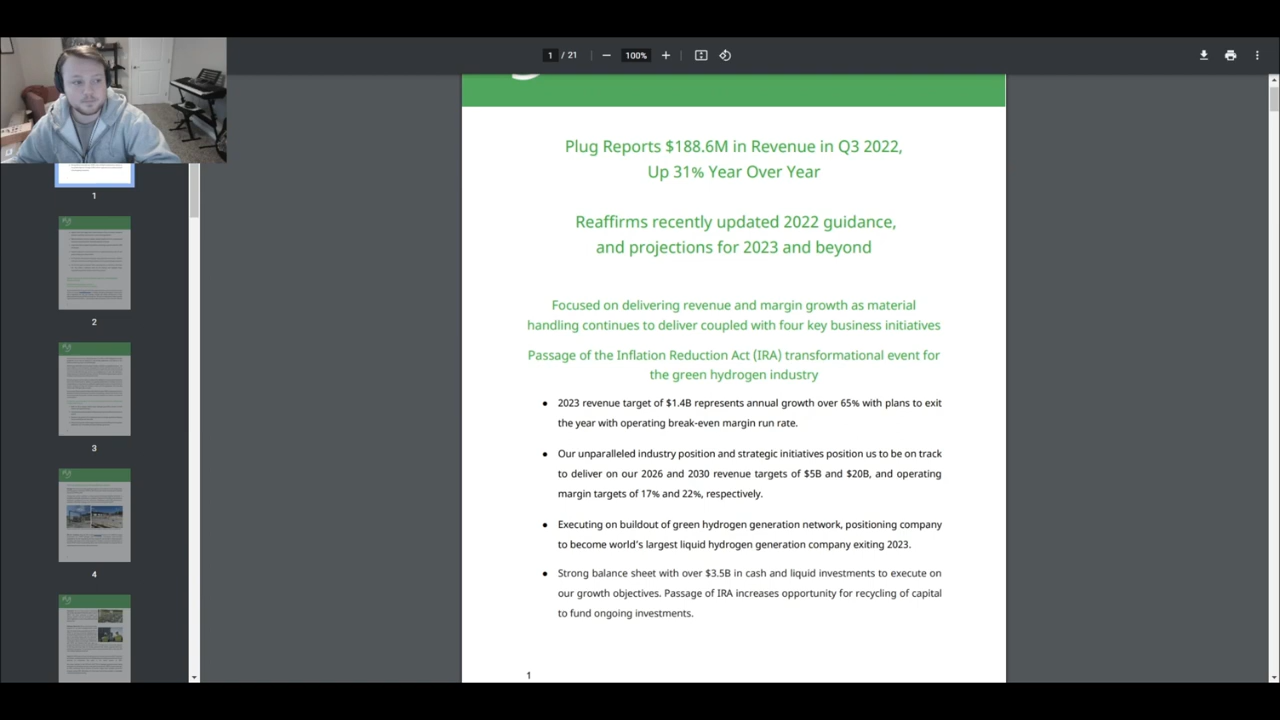 1 / 21
100%
Plug Reports $188.6M in Revenue in Q3 2022,
Up 31% Year Over Year
Reaffirms recently updated 2022 guidance,
and projections for 2023 and beyond
Focused on delivering revenue and margin growth as material
handling continues to deliver coupled with four key business initiatives
Passage of the Inflation Reduction Act (IRA) transformational event for
the green hydrogen industry
• 2023 revenue target of $1.4B represents annual growth over 65% with plans to exit
the year with operating break-even margin run rate.
• Our unparalleled industry position and strategic initiatives position us to be on track
to deliver on our 2026 and 2030 revenue targets of $5B and $20B, and operating
margin targets of 17% and 22%, respectively.
• Executing on buildout of green hydrogen generation network, positioning company
to become world's largest liquid hydrogen generation company exiting 2023.
• Strong balance sheet with over $3.5B in cash and liquid investments to execute on
our growth objectives. Passage of IRA increases opportunity for recycling of capital
to fund ongoing investments.
1
1
2
3
4